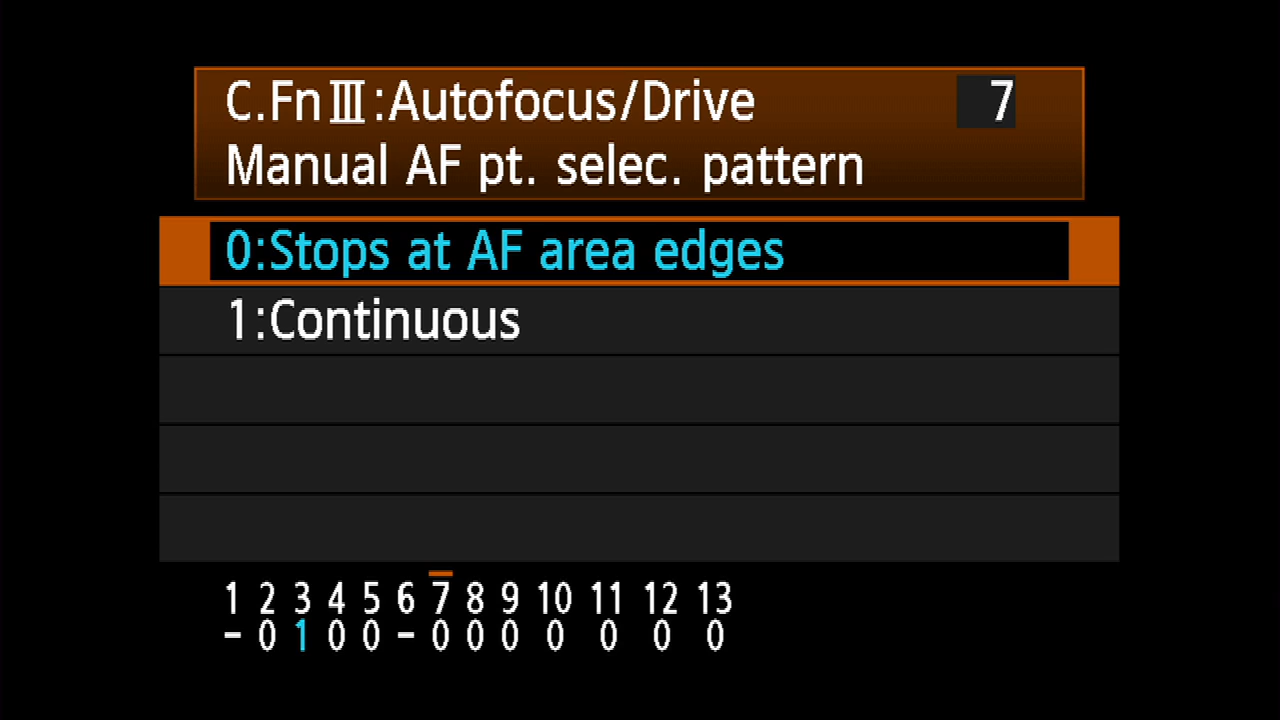 C.Fn III :Autofocus/Drive 7
Manual AF pt. selec. pattern
0:Stops at AF area edges
1:Continuous
1 2 3 4 5 6 7 8 9 10 11 12 13
- 0 1 0 0 - 0 0 0 0 0 0 0